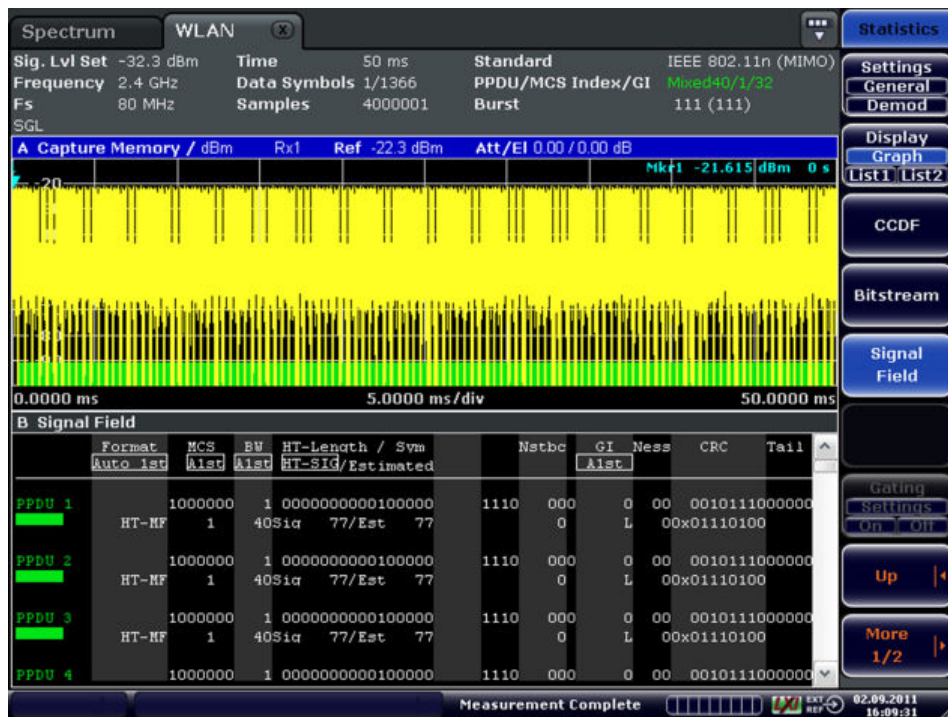 Spectrum WLAN X
Statistics
Sig. Lvl Set -32.3 dBm Time 50 ms Standard IEEE 802.11n (MIMO)
Frequency 2.4 GHz Data Symbols 1/1366 PPDU/MCS Index/GI Mixed40/1/32
Fs 80 MHz Samples 4000001 Burst 111 (111)
SGL
Settings
General
Demod
A Capture Memory / dBm Rx1 Ref -22.3 dBm Att/El 0.00 / 0.00 dB
Mkr1 -21.615 dBm 0 s
-20
Display
Graph
List1 List2
CCDF
Bitstream
Signal
Field
0.0000 ms 5.0000 ms/div 50.0000 ms
B Signal Field
Format MCS BW HT-Length / Sym Nstbc GI Ness CRC Tail
Auto 1st A1st A1st HT-SIG/Estimated A1st
PPDU 1 1000000 1 0000000000100000 1110 000 0 00 00101110000000
HT-MF 1 40Sig 77/Est 77 0 L 00x01110100
PPDU 2 1000000 1 0000000000100000 1110 000 0 00 00101110000000
HT-MF 1 40Sig 77/Est 77 0 L 00x01110100
PPDU 3 1000000 1 0000000000100000 1110 000 0 00 00101110000000
HT-MF 1 40Sig 77/Est 77 0 L 00x01110100
PPDU 4 1000000 1 0000000000100000 1110 000 0 00 00101110000000
Gating
Settings
On Off
Up
More
1/2
Measurement Complete LXI EXT REF 02.09.2011
16:09:31